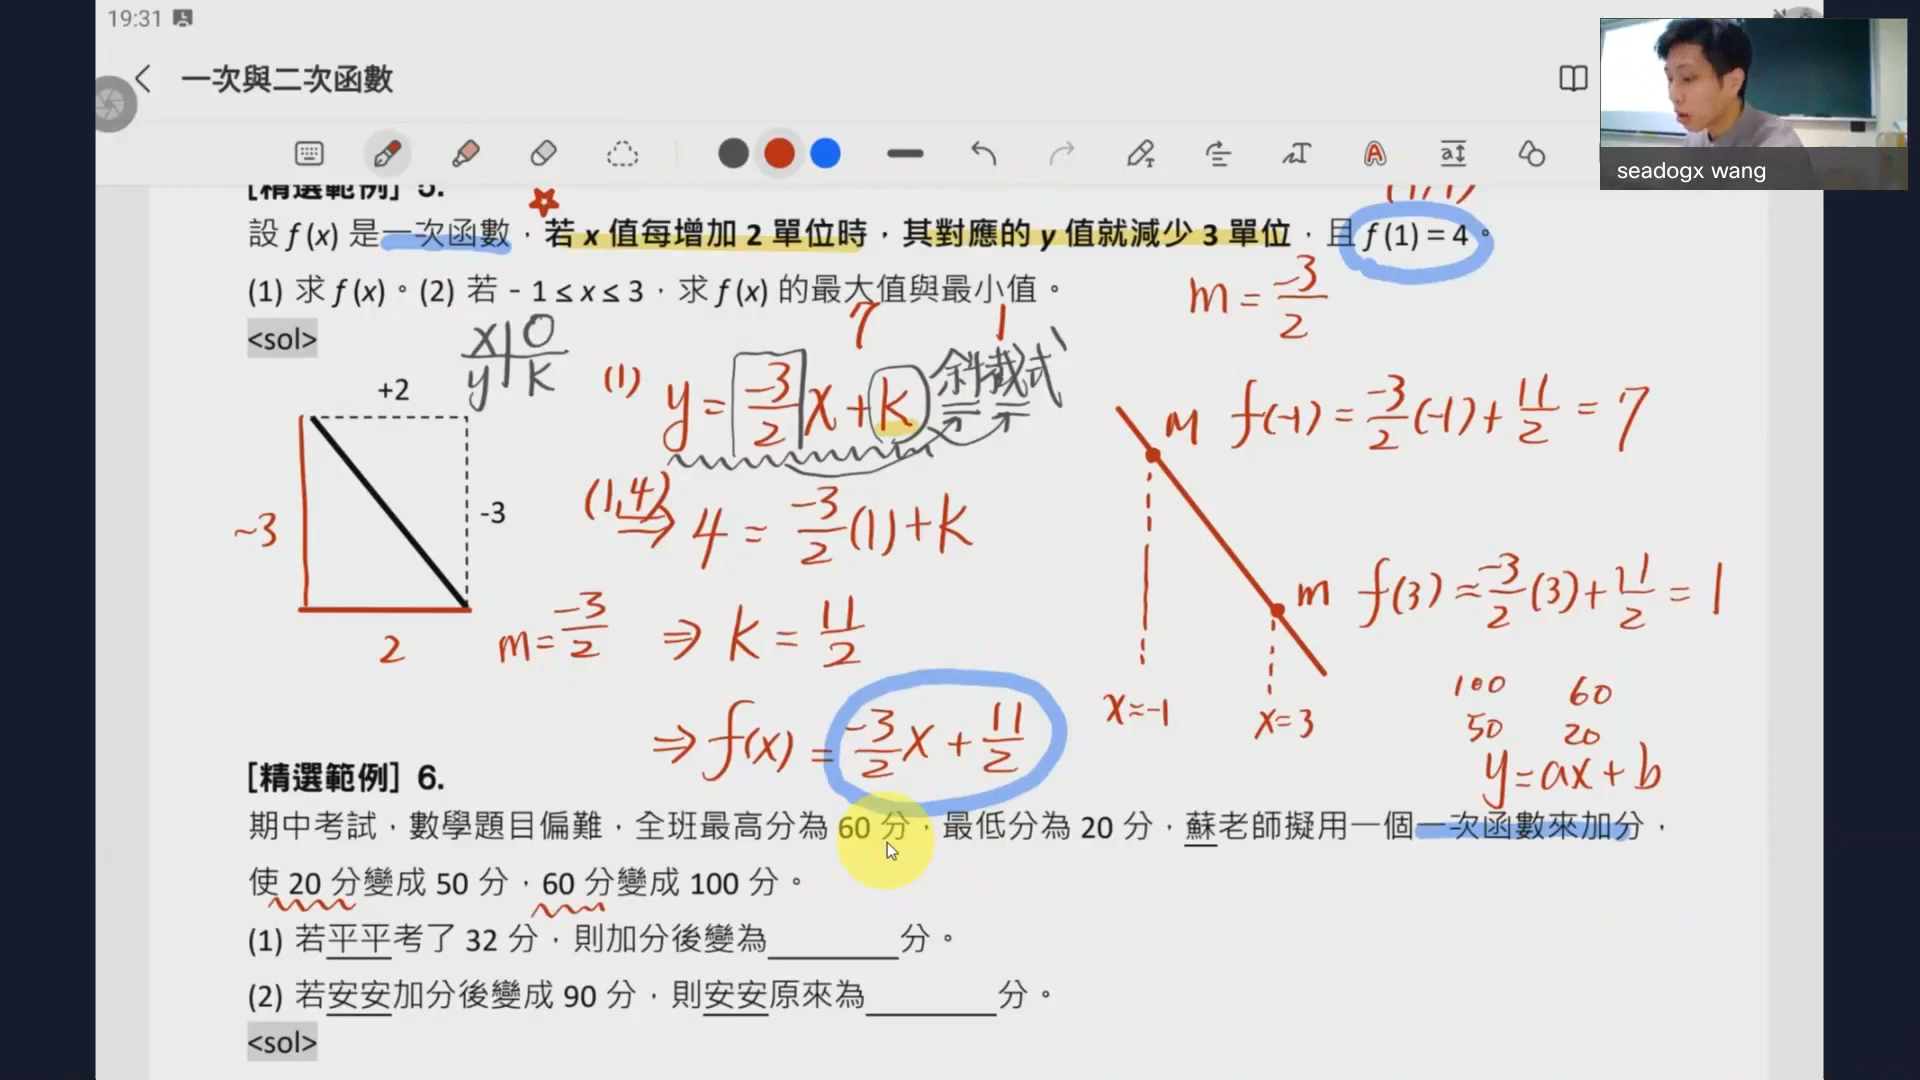 19:31
一次與二次函數
seadogx wang
[精選範例] 5.
設 f (x) 是一次函數，若 x 值每增加 2 單位時，其對應的 y 值就減少 3 單位，且 f (1) = 4。
(1) 求 f (x)。(2) 若 - 1 ≤ x ≤ 3，求 f (x) 的最大值與最小值。
7 1
m = -3/2
<sol>
x | 0
y | k
(1) y = -3/2 x + k 斜截式
+2
-3
~3
2
m = -3/2
(1,4) ⇒ 4 = -3/2 (1) + k
⇒ k = 11/2
⇒ f(x) = -3/2 x + 11/2
M f(-1) = -3/2 (-1) + 11/2 = 7
m f(3) = -3/2 (3) + 11/2 = 1
x = -1
x = 3
100 60
50 20
y = ax + b
[精選範例] 6.
期中考試，數學題目偏難，全班最高分為 60 分，最低分為 20 分，蘇老師擬用一個一次函數來加分，
使 20 分變成 50 分，60 分變成 100 分。
(1) 若平平考了 32 分，則加分後變為________分。
(2) 若安安加分後變成 90 分，則安安原來為________分。
<sol>